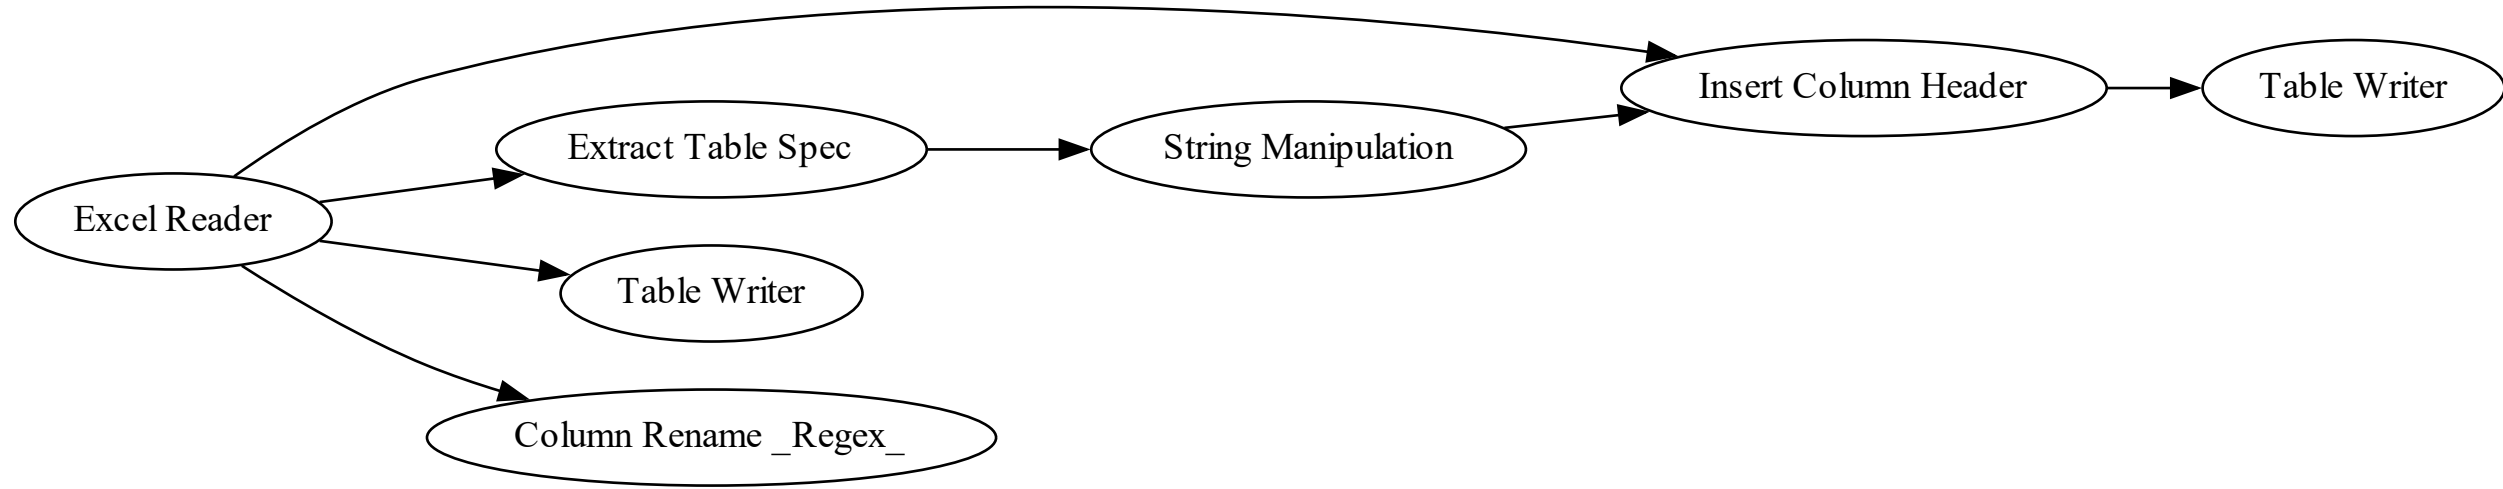 Insert Column Header
Table Writer
Extract Table Spec
String Manipulation
Excel Reader
Table Writer
Column Rename _Regex_